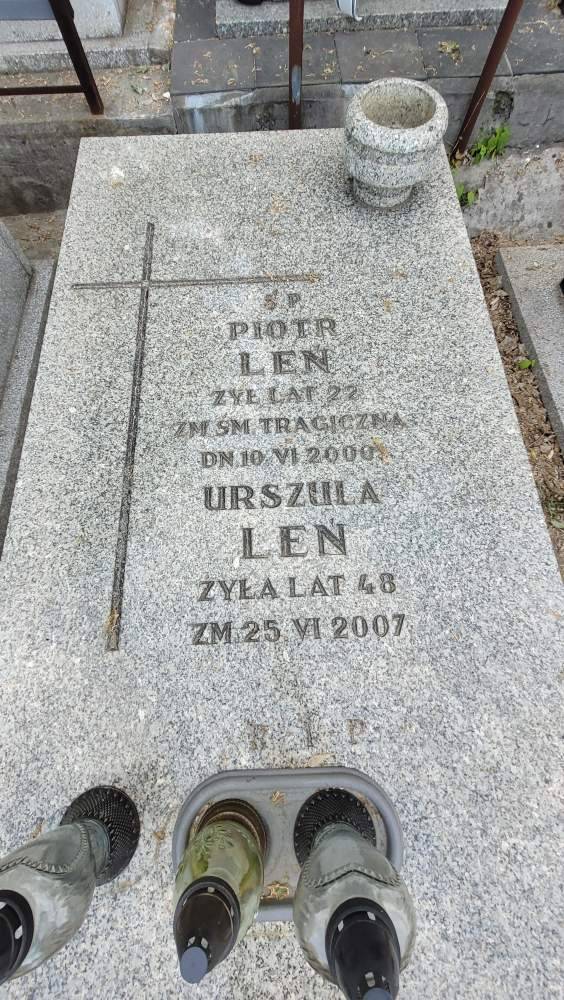 Ś P
PIOTR
LEŃ
ŻYŁ LAT 22
ZM. ŚM. TRAGICZNĄ
DN. 10 VI 2000 R
URSZULA
LEŃ
ŻYŁA LAT 48
ZM. 25 VI 2007
R I P